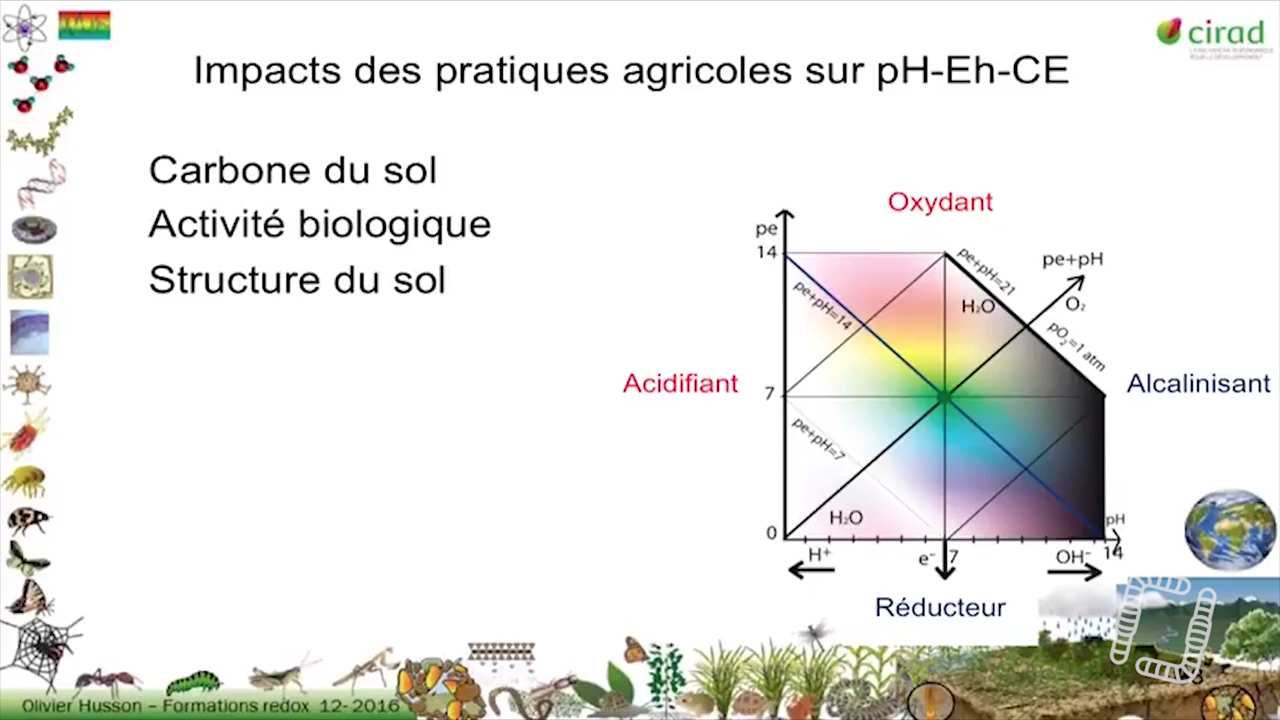 cirad
Impacts des pratiques agricoles sur pH-Eh-CE
Carbone du sol
Activité biologique
Structure du sol
Oxydant
pe
14
pe+pH=21
pe+pH
pe+pH=14
H₂O
O₂
pO₂=1 atm
Acidifiant
7
Alcalinisant
pe+pH=7
H₂O
0
pH
H⁺
e⁻
7
OH⁻
14
Réducteur
Olivier Husson – Formations redox 12- 2016